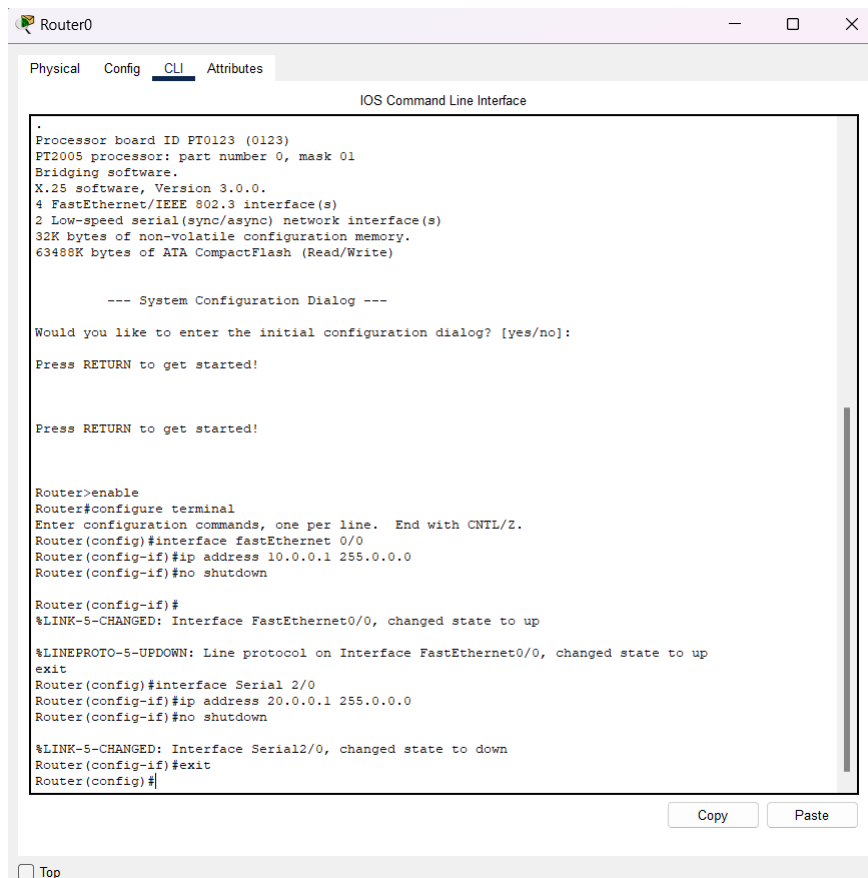 Router0
Physical Config CLI Attributes
IOS Command Line Interface
.
Processor board ID PT0123 (0123)
PT2005 processor: part number 0, mask 01
Bridging software.
X.25 software, Version 3.0.0.
4 FastEthernet/IEEE 802.3 interface(s)
2 Low-speed serial(sync/async) network interface(s)
32K bytes of non-volatile configuration memory.
63488K bytes of ATA CompactFlash (Read/Write)
--- System Configuration Dialog ---
Would you like to enter the initial configuration dialog? [yes/no]:
Press RETURN to get started!
Press RETURN to get started!
Router>enable
Router#configure terminal
Enter configuration commands, one per line.  End with CNTL/Z.
Router(config)#interface fastEthernet 0/0
Router(config-if)#ip address 10.0.0.1 255.0.0.0
Router(config-if)#no shutdown
Router(config-if)#
%LINK-5-CHANGED: Interface FastEthernet0/0, changed state to up
%LINEPROTO-5-UPDOWN: Line protocol on Interface FastEthernet0/0, changed state to up
exit
Router(config)#interface Serial 2/0
Router(config-if)#ip address 20.0.0.1 255.0.0.0
Router(config-if)#no shutdown
%LINK-5-CHANGED: Interface Serial2/0, changed state to down
Router(config-if)#exit
Router(config)#
Copy Paste
Top